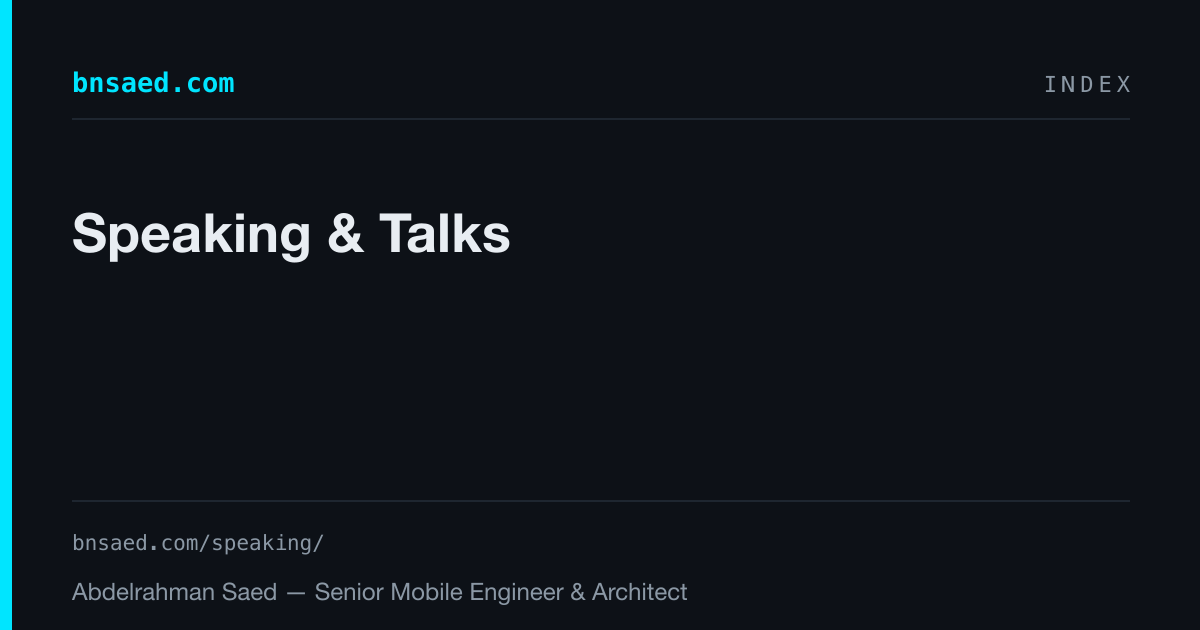 bnsaed.com
INDEX
Speaking & Talks
bnsaed.com/speaking/
Abdelrahman Saed — Senior Mobile Engineer & Architect